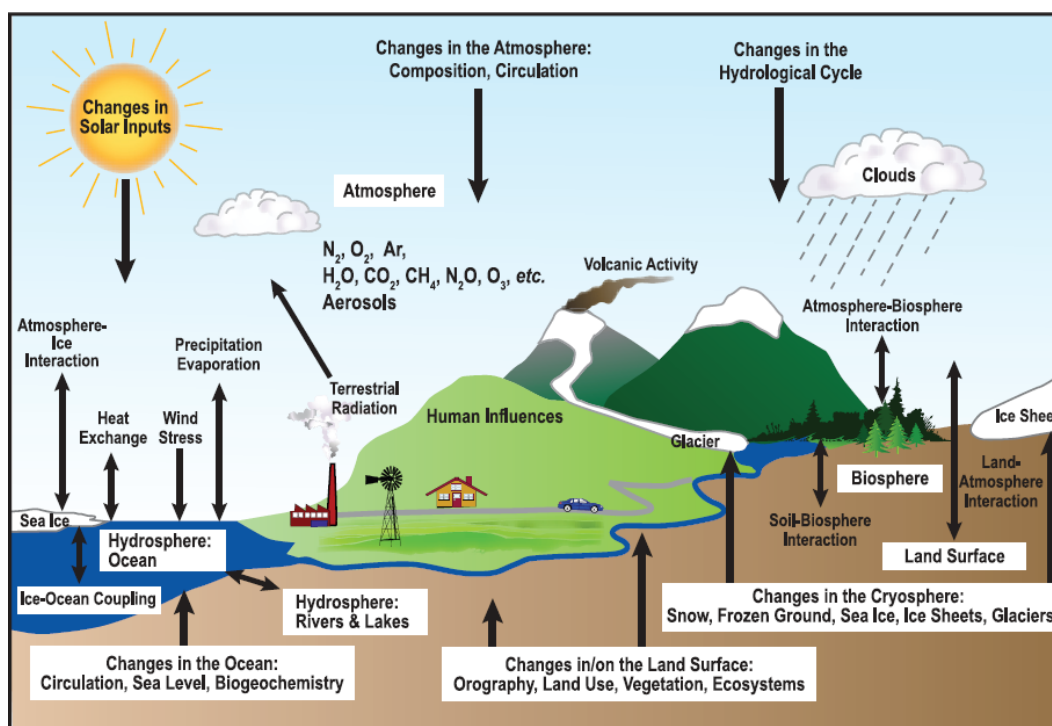 Changes in the Atmosphere:
Composition, Circulation
Changes in the
Hydrological Cycle
Changes in
Solar Inputs
Clouds
Atmosphere
N₂, O₂, Ar,
H₂O, CO₂, CH₄, N₂O, O₃, etc.
Aerosols
Volcanic Activity
Atmosphere-Biosphere
Interaction
Atmosphere-
Ice
Interaction
Precipitation
Evaporation
Terrestrial
Radiation
Human Influences
Heat
Exchange
Wind
Stress
Glacier
Ice Shee
Land-
Atmosphere
Interaction
Biosphere
Sea Ice
Hydrosphere:
Ocean
Soil-Biosphere
Interaction
Land Surface
Ice-Ocean Coupling
Hydrosphere:
Rivers & Lakes
Changes in the Cryosphere:
Snow, Frozen Ground, Sea Ice, Ice Sheets, Glaciers
Changes in the Ocean:
Circulation, Sea Level, Biogeochemistry
Changes in/on the Land Surface:
Orography, Land Use, Vegetation, Ecosystems